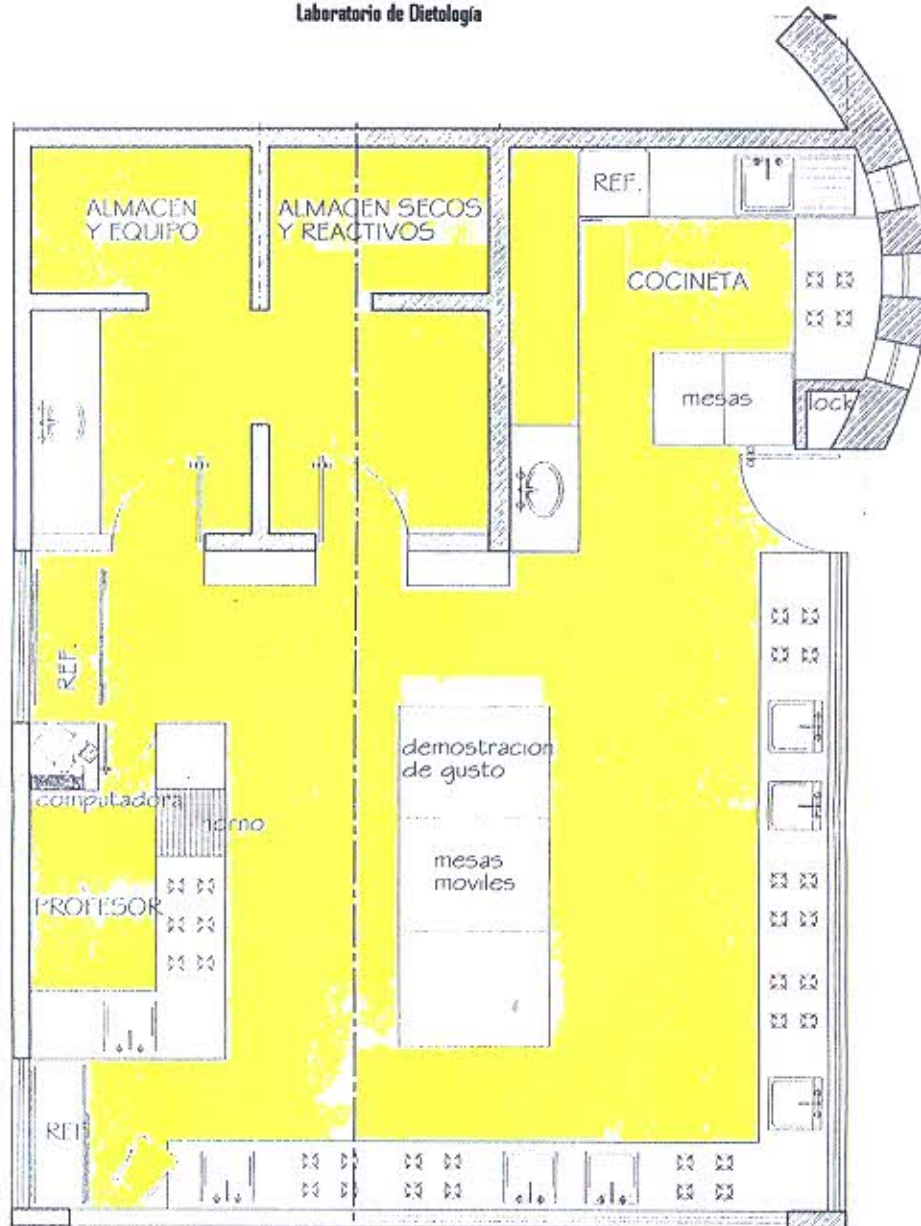 Laboratorio de Dietología
ALMACEN
Y EQUIPO
ALMACEN SECOS
Y REACTIVOS
REF.
COCINETA
mesas
lock
REF.
demostracion
de gusto
computadora
horno
mesas
moviles
PROFESOR
REF